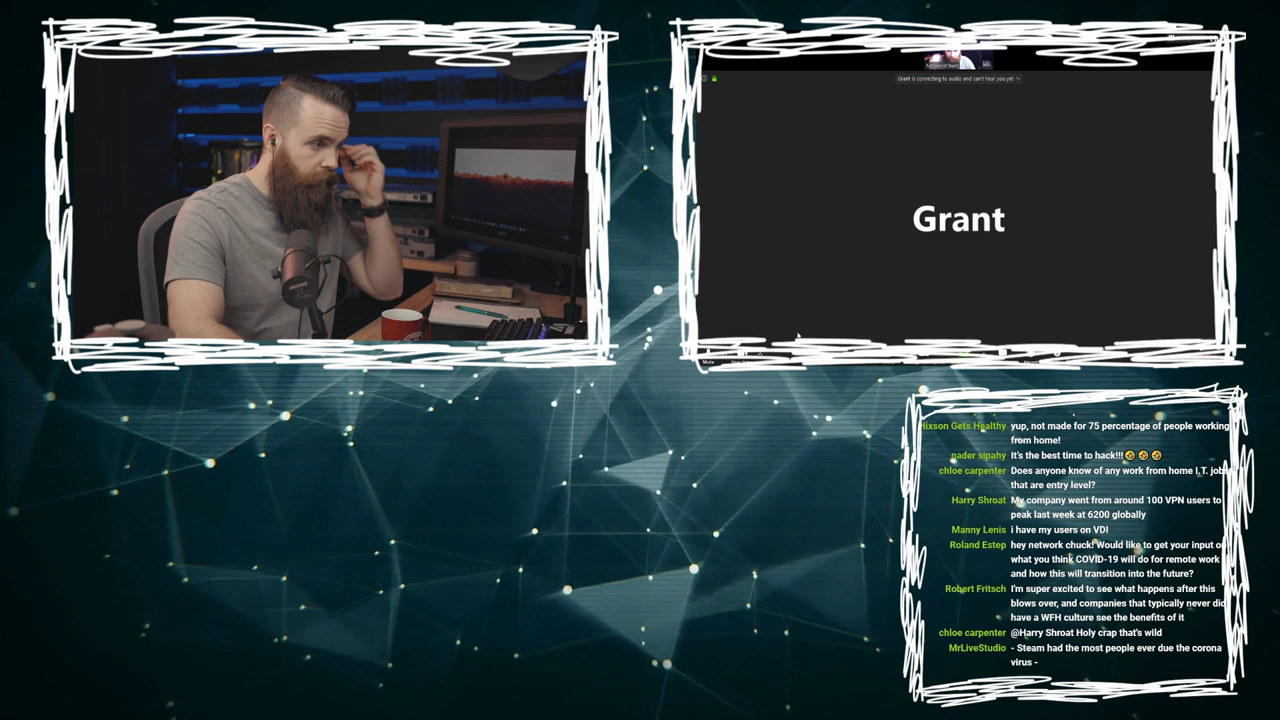 Grant is connecting to audio and can't hear you yet
Grant
Mute
Hixson Gets Healthy yup, not made for 75 percentage of people working
from home!
nader sipahy It's the best time to hack!!!🤣🤣🤣
chloe carpenter Does anyone know of any work from home I.T. jobs
that are entry level?
Harry Shroat My company went from around 100 VPN users to
peak last week at 6200 globally
Manny Lenis i have my users on VDI
Roland Estep hey network chuck! Would like to get your input on
what you think COVID-19 will do for remote work
and how this will transition into the future?
Robert Fritsch I'm super excited to see what happens after this
blows over, and companies that typically never did
have a WFH culture see the benefits of it
chloe carpenter @Harry Shroat Holy crap that's wild
MrLiveStudio - Steam had the most people ever due the corona
virus -